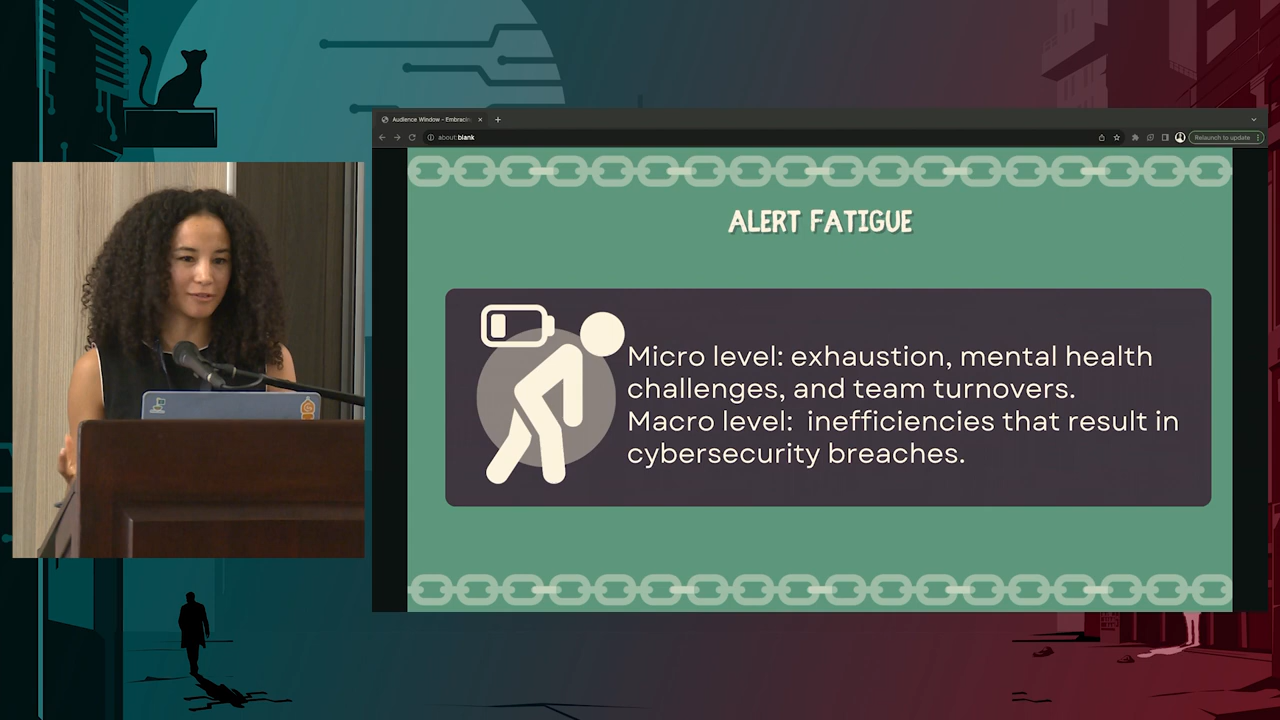 Audience Window - Embracin
about:blank
Relaunch to update
ALERT FATIGUE
Micro level: exhaustion, mental health
challenges, and team turnovers.
Macro level: inefficiencies that result in
cybersecurity breaches.